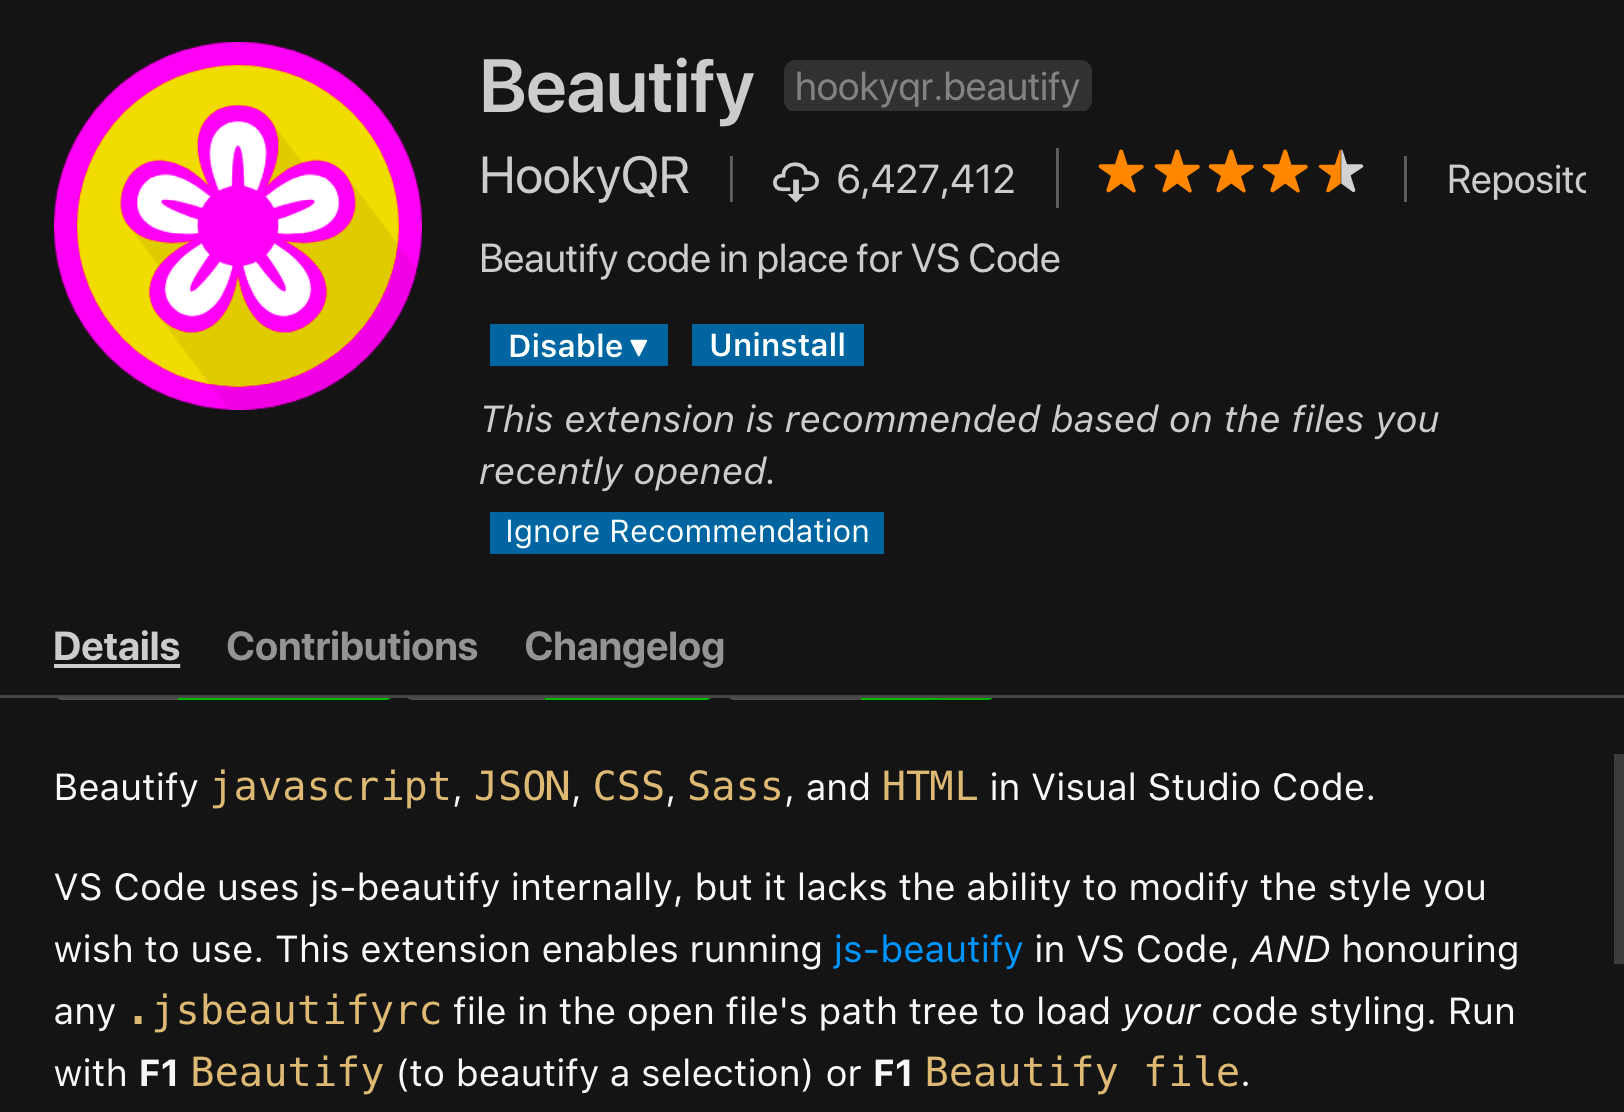 Beautify hookyqr.beautify
HookyQR 6,427,412
Beautify code in place for VS Code
Disable ▾ Uninstall
This extension is recommended based on the files you
recently opened.
Ignore Recommendation
Details Contributions Changelog
Beautify javascript, JSON, CSS, Sass, and HTML in Visual Studio Code.
VS Code uses js-beautify internally, but it lacks the ability to modify the style you
wish to use. This extension enables running js-beautify in VS Code, AND honouring
any .jsbeautifyrc file in the open file's path tree to load your code styling. Run
with F1 Beautify (to beautify a selection) or F1 Beautify file.